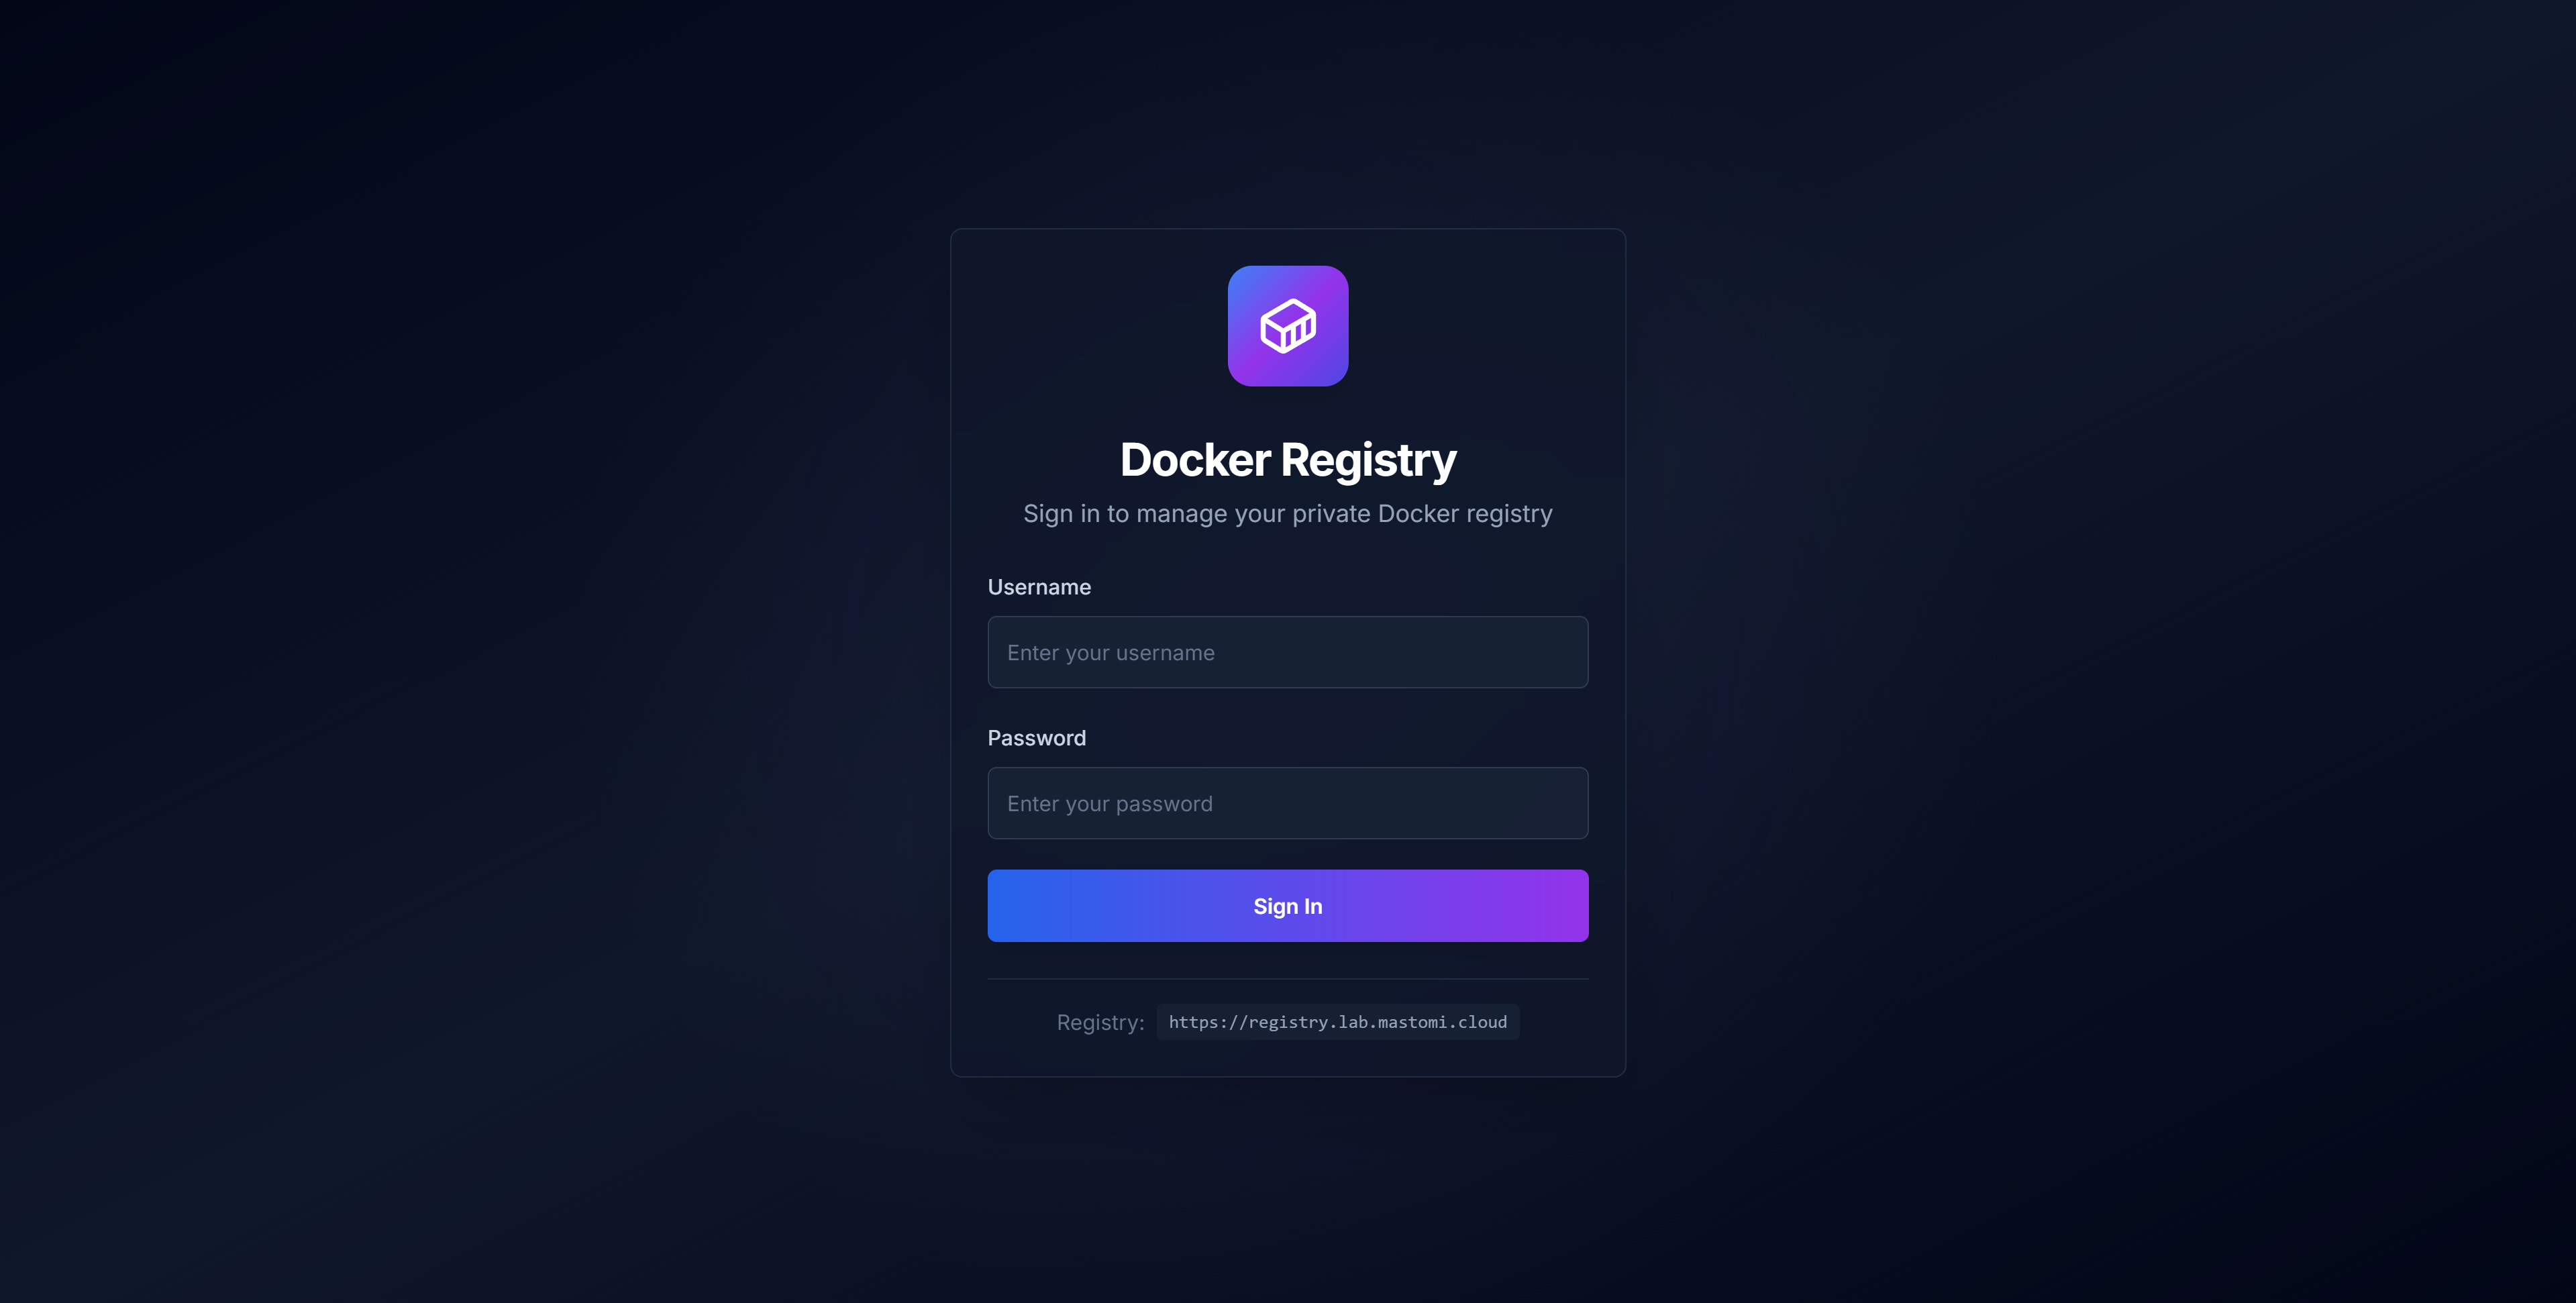 Docker Registry
Sign in to manage your private Docker registry
Username
Enter your username
Password
Enter your password
Sign In
Registry: https://registry.lab.mastomi.cloud